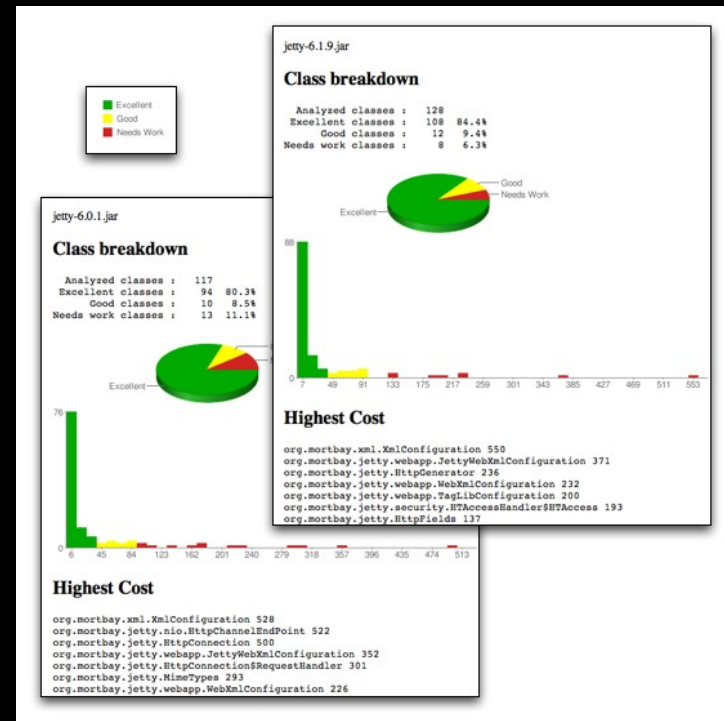 Excellent
Good
Needs Work
jetty-6.1.9.jar
Class breakdown
Analyzed classes : 128
Excellent classes : 108 84.4%
Good classes : 12 9.4%
Needs work classes : 8 6.3%
Good
Needs Work
Excellent
88
0
7 49 91 133 175 217 259 301 343 385 427 469 511 553
Highest Cost
org.mortbay.xml.XmlConfiguration 550
org.mortbay.jetty.webapp.JettyWebXmlConfiguration 371
org.mortbay.jetty.HttpGenerator 236
org.mortbay.jetty.webapp.WebXmlConfiguration 232
org.mortbay.jetty.webapp.TagLibConfiguration 200
org.mortbay.jetty.security.HTAccessHandler$HTAccess 193
org.mortbay.jetty.HttpFields 137
jetty-6.0.1.jar
Class breakdown
Analyzed classes : 117
Excellent classes : 94 80.3%
Good classes : 10 8.5%
Needs work classes : 13 11.1%
Excellent
76
0
6 45 84 123 162 201 240 279 318 357 396 435 474 513
Highest Cost
org.mortbay.xml.XmlConfiguration 528
org.mortbay.jetty.nio.HttpChannelEndPoint 522
org.mortbay.jetty.HttpConnection 500
org.mortbay.jetty.webapp.JettyWebXmlConfiguration 352
org.mortbay.jetty.HttpConnection$RequestHandler 301
org.mortbay.jetty.MimeTypes 293
org.mortbay.jetty.webapp.WebXmlConfiguration 226